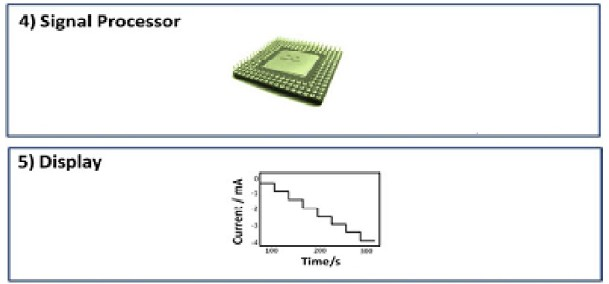 4) Signal Processor
5) Display
Current / mA
0
-1
-2
-3
-4
100
200
300
Time/s